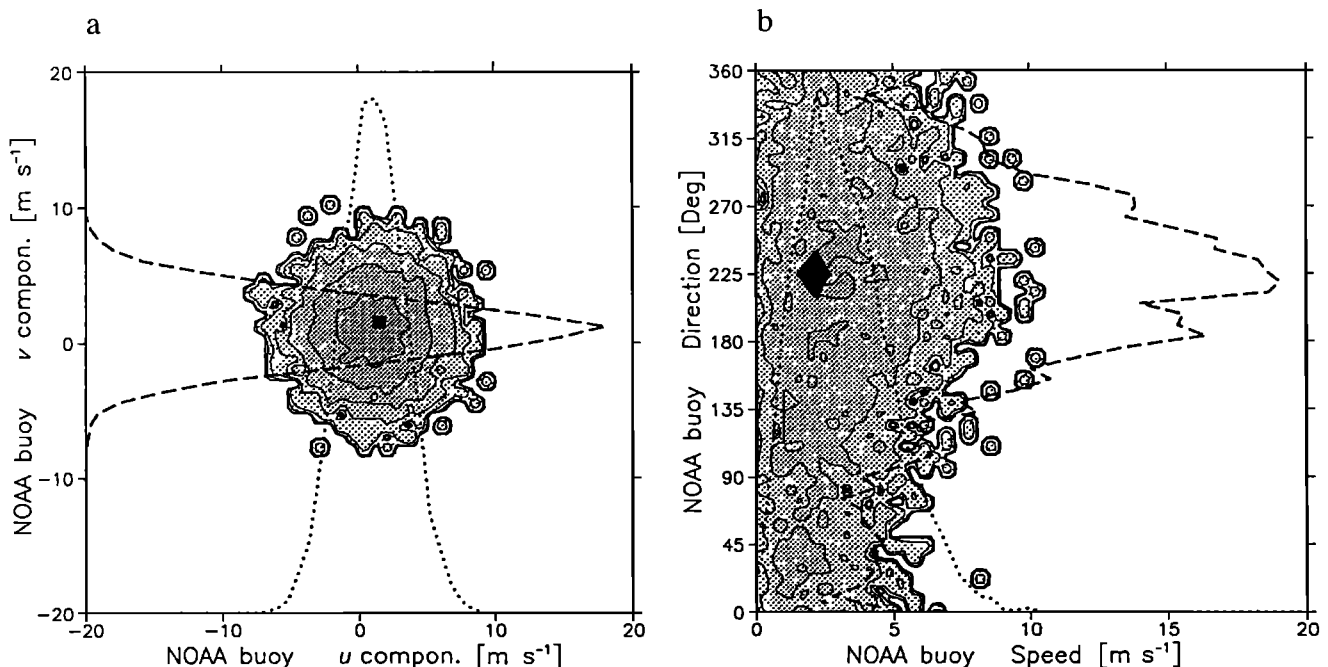 a
b
20
10
0
−10
−20
NOAA buoy v compon. [m s⁻¹]
−20 −10 0 10 20
NOAA buoy u compon. [m s⁻¹]
360
315
270
225
180
135
90
45
0
NOAA buoy Direction [Deg]
0 5 10 15 20
NOAA buoy Speed [m s⁻¹]